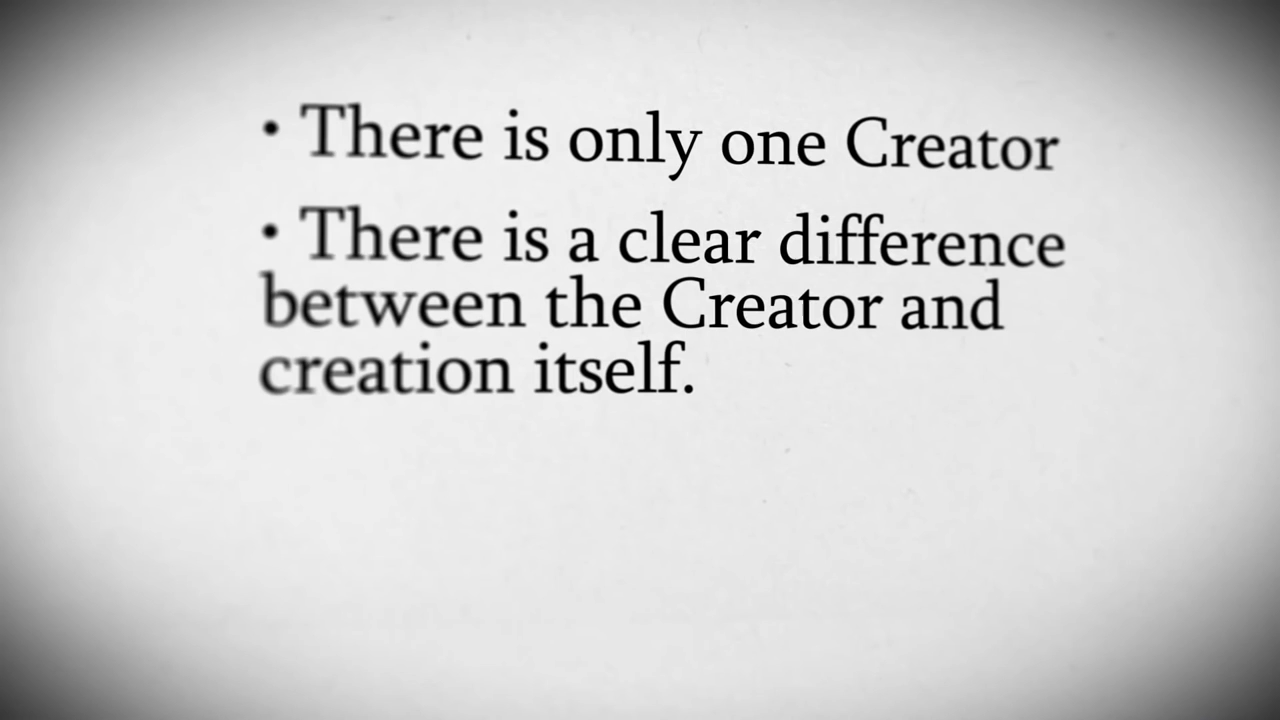 • There is only one Creator
• There is a clear difference
between the Creator and
creation itself.